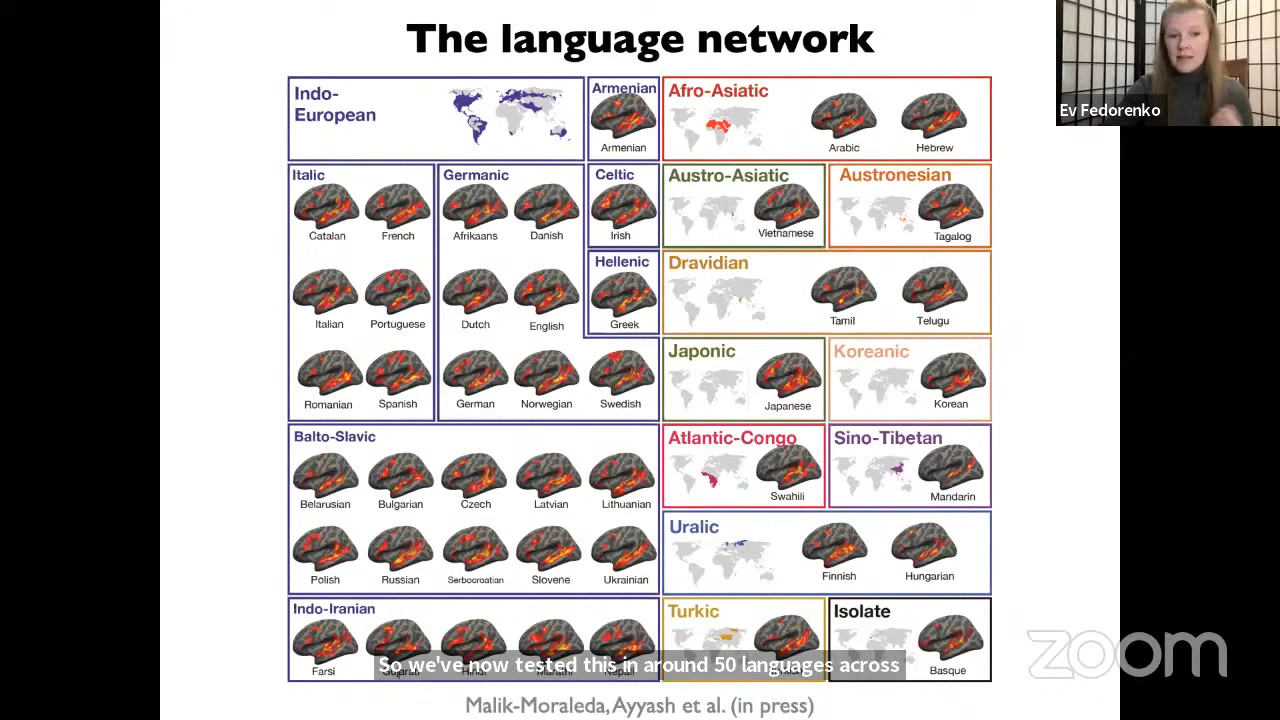 The language network
Ev Fedorenko
Indo-
European
Armenian
Armenian
Afro-Asiatic
Arabic
Hebrew
Italic
Catalan
French
Italian
Portuguese
Romanian
Spanish
Germanic
Afrikaans
Danish
Dutch
English
German
Norwegian
Swedish
Celtic
Irish
Hellenic
Greek
Austro-Asiatic
Vietnamese
Austronesian
Tagalog
Dravidian
Tamil
Telugu
Japonic
Japanese
Koreanic
Korean
Balto-Slavic
Belarusian
Bulgarian
Czech
Latvian
Lithuanian
Polish
Russian
Serbocroatian
Slovene
Ukrainian
Atlantic-Congo
Swahili
Sino-Tibetan
Mandarin
Uralic
Finnish
Hungarian
Indo-Iranian
Farsi
Gujarati
Hindi
Marathi
Nepali
Turkic
Isolate
Basque
So we've now tested this in around 50 languages across
Malik-Moraleda, Ayyash et al. (in press)
zoom